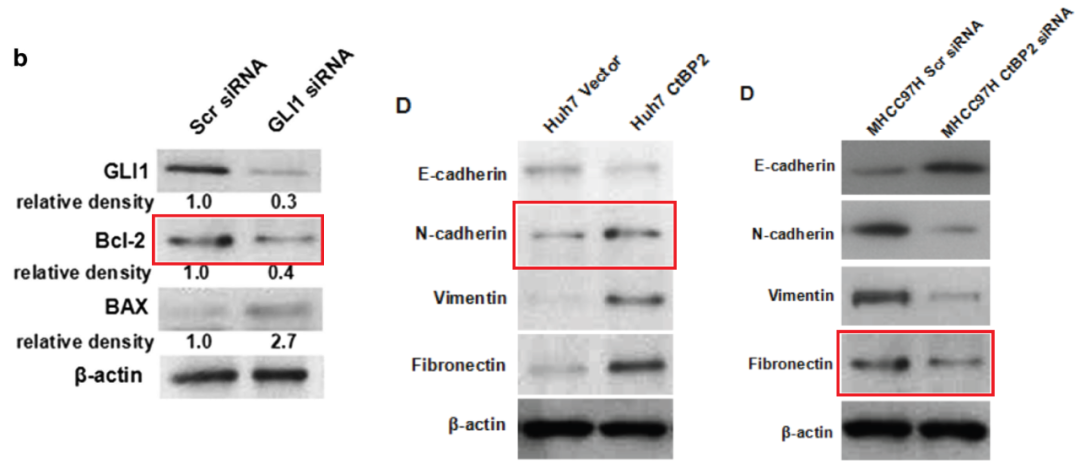 b
Scr siRNA
GLI1 siRNA
GLI1
relative density 1.0 0.3
Bcl-2
relative density 1.0 0.4
BAX
relative density 1.0 2.7
β-actin
D
Huh7 Vector
Huh7 CtBP2
E-cadherin
N-cadherin
Vimentin
Fibronectin
β-actin
D
MHCC97H Scr siRNA
MHCC97H CtBP2 siRNA
E-cadherin
N-cadherin
Vimentin
Fibronectin
β-actin